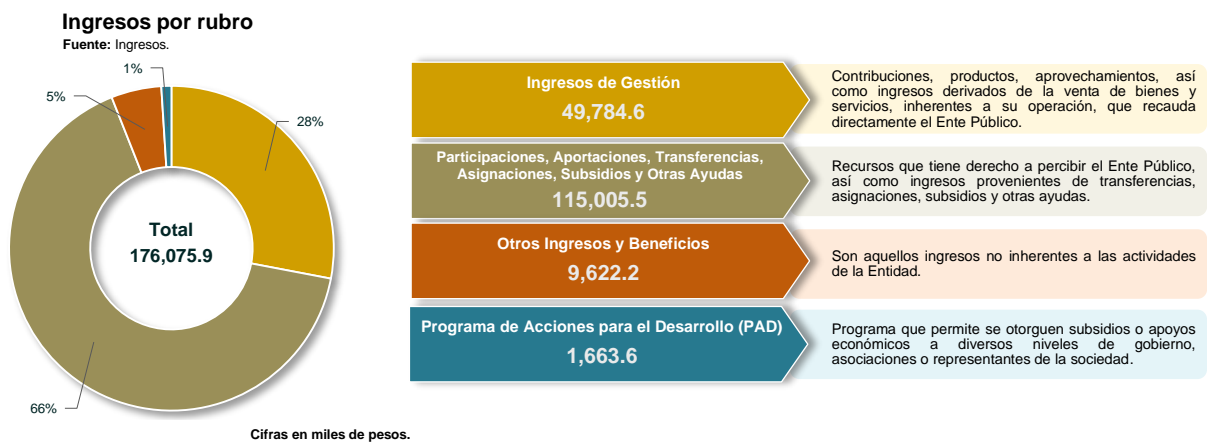 Ingresos por rubro
Fuente: Ingresos.
1%
5%
28%
66%
Total
176,075.9
Ingresos de Gestión
49,784.6
Contribuciones, productos, aprovechamientos, así
como ingresos derivados de la venta de bienes y
servicios, inherentes a su operación, que recauda
directamente el Ente Público.
Participaciones, Aportaciones, Transferencias,
Asignaciones, Subsidios y Otras Ayudas
115,005.5
Recursos que tiene derecho a percibir el Ente Público,
así como ingresos provenientes de transferencias,
asignaciones, subsidios y otras ayudas.
Otros Ingresos y Beneficios
9,622.2
Son aquellos ingresos no inherentes a las actividades
de la Entidad.
Programa de Acciones para el Desarrollo (PAD)
1,663.6
Programa que permite se otorguen subsidios o apoyos
económicos a diversos niveles de gobierno,
asociaciones o representantes de la sociedad.
Cifras en miles de pesos.